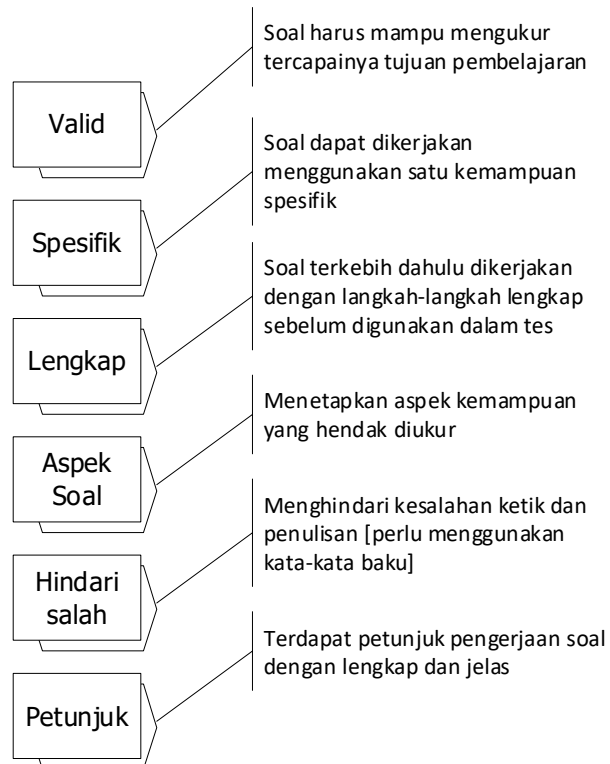 Valid
Soal harus mampu mengukur
tercapainya tujuan pembelajaran
Spesifik
Soal dapat dikerjakan
menggunakan satu kemampuan
spesifik
Lengkap
Soal terkebih dahulu dikerjakan
dengan langkah-langkah lengkap
sebelum digunakan dalam tes
Aspek
Soal
Menetapkan aspek kemampuan
yang hendak diukur
Hindari
salah
Menghindari kesalahan ketik dan
penulisan [perlu menggunakan
kata-kata baku]
Petunjuk
Terdapat petunjuk pengerjaan soal
dengan lengkap dan jelas